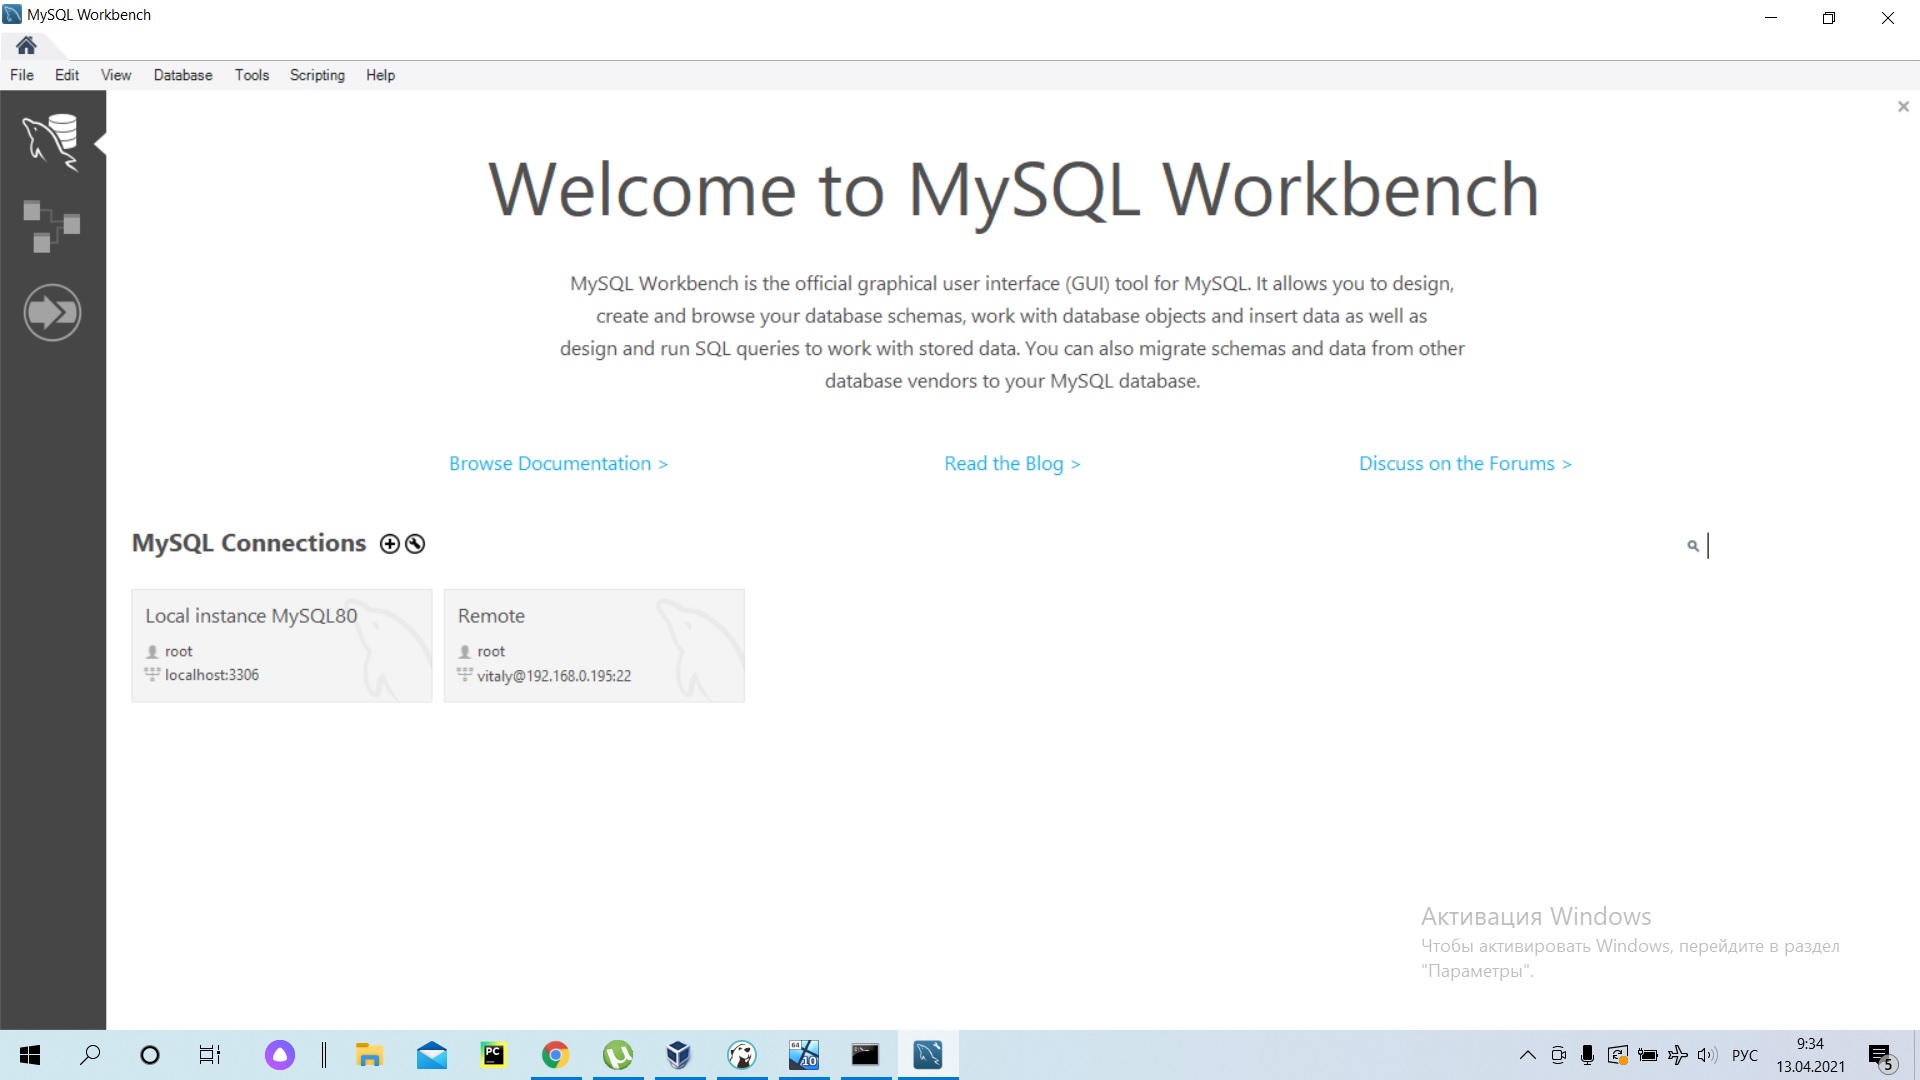 MySQL Workbench
File Edit View Database Tools Scripting Help
Welcome to MySQL Workbench
MySQL Workbench is the official graphical user interface (GUI) tool for MySQL. It allows you to design,
create and browse your database schemas, work with database objects and insert data as well as
design and run SQL queries to work with stored data. You can also migrate schemas and data from other
database vendors to your MySQL database.
Browse Documentation > Read the Blog > Discuss on the Forums >
MySQL Connections
Local instance MySQL80
root
localhost:3306
Remote
root
vitaly@192.168.0.195:22
Активация Windows
Чтобы активировать Windows, перейдите в раздел
"Параметры".
PC
64
10
РУС
9:34
13.04.2021
5